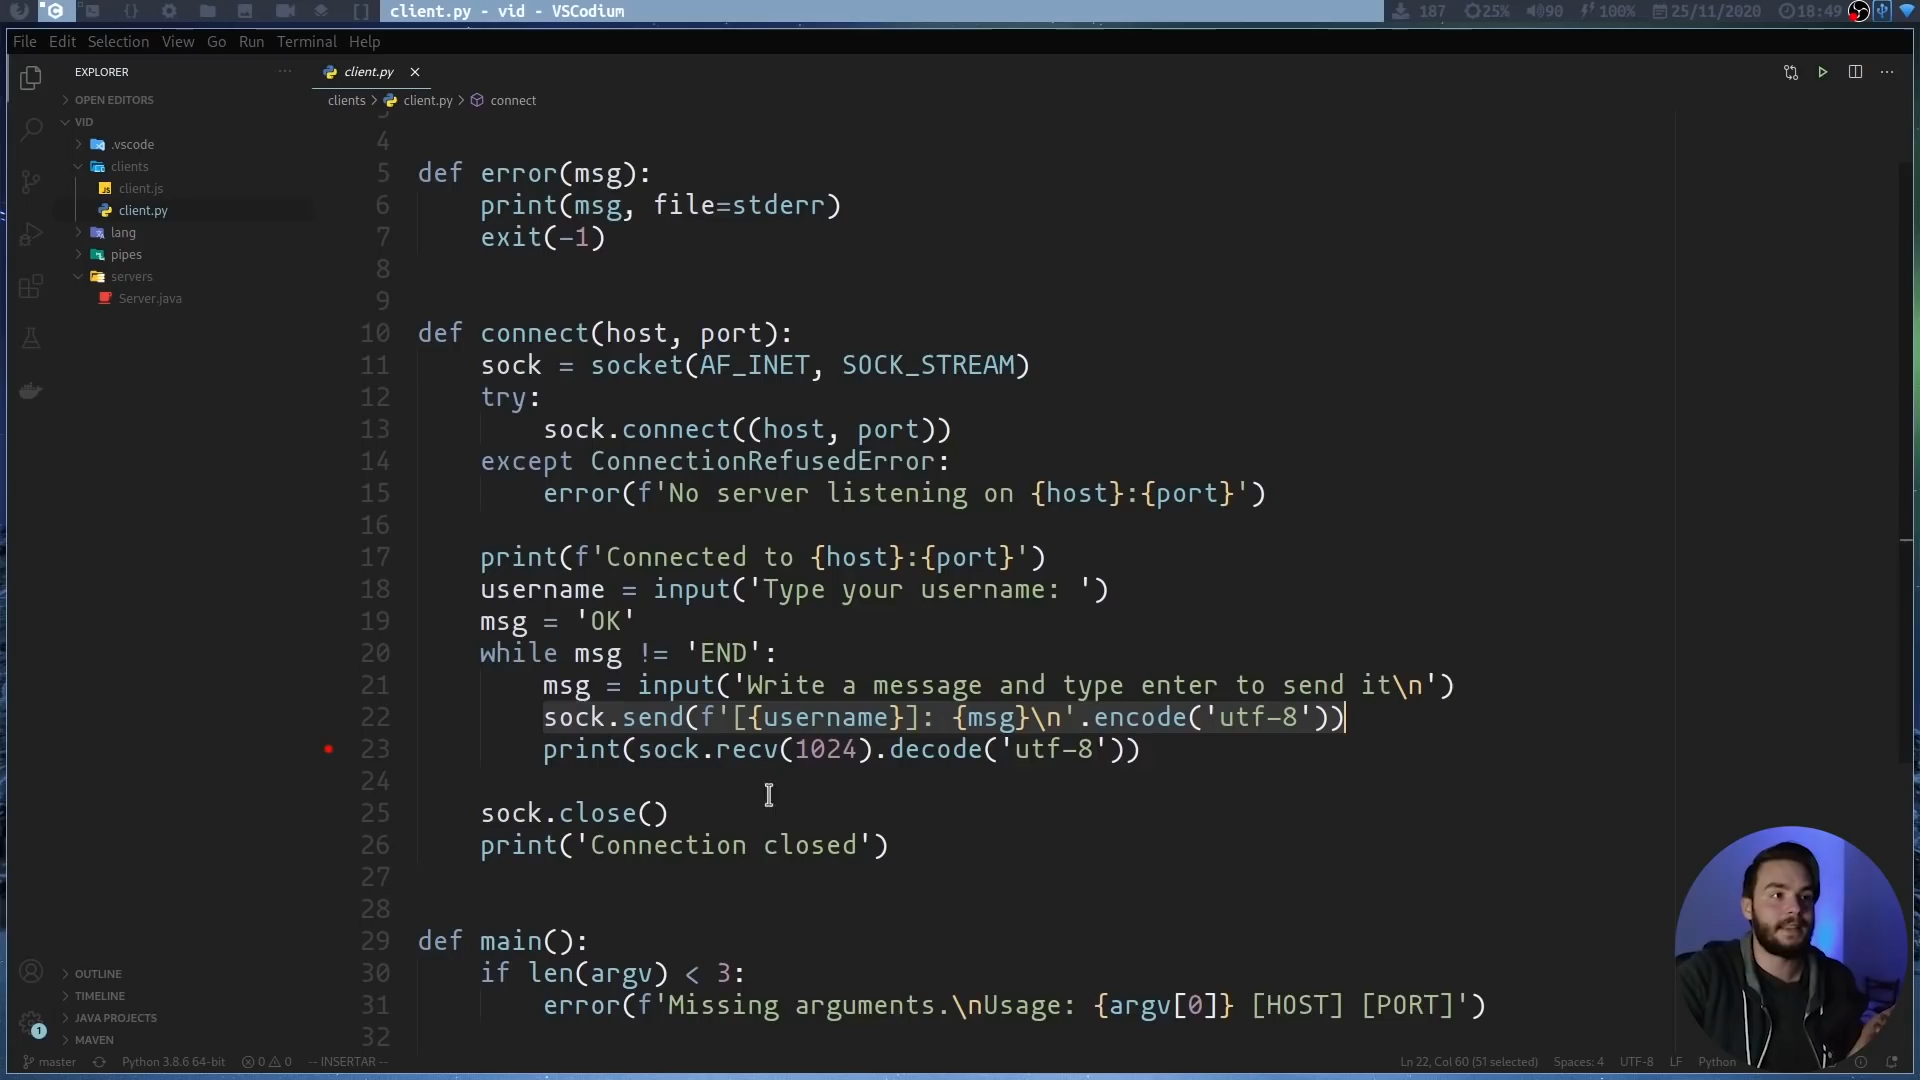 client.py - vid - VSCodium
187
25%
90
100%
25/11/2020
18:49
File Edit Selection View Go Run Terminal Help
EXPLORER
OPEN EDITORS
VID
.vscode
clients
client.js
client.py
lang
pipes
servers
Server.java
OUTLINE
TIMELINE
JAVA PROJECTS
MAVEN
client.py
clients > client.py > connect
4
5 def error(msg):
6 print(msg, file=stderr)
7 exit(-1)
8
9
10 def connect(host, port):
11 sock = socket(AF_INET, SOCK_STREAM)
12 try:
13 sock.connect((host, port))
14 except ConnectionRefusedError:
15 error(f'No server listening on {host}:{port}')
16
17 print(f'Connected to {host}:{port}')
18 username = input('Type your username: ')
19 msg = 'OK'
20 while msg != 'END':
21 msg = input('Write a message and type enter to send it\n')
22 sock.send(f'[{username}]: {msg}\n'.encode('utf-8'))
23 print(sock.recv(1024).decode('utf-8'))
24
25 sock.close()
26 print('Connection closed')
27
28
29 def main():
30 if len(argv) < 3:
31 error(f'Missing arguments.\nUsage: {argv[0]} [HOST] [PORT]')
32
1
master Python 3.8.6 64-bit 0 0 -- INSERTAR -- Ln 22, Col 60 (51 selected) Spaces: 4 UTF-8 LF Python